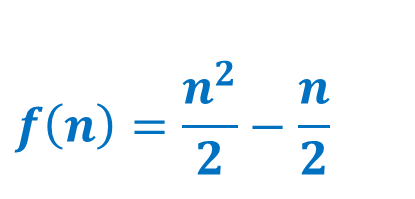 f(n) = n²/2 − n/2